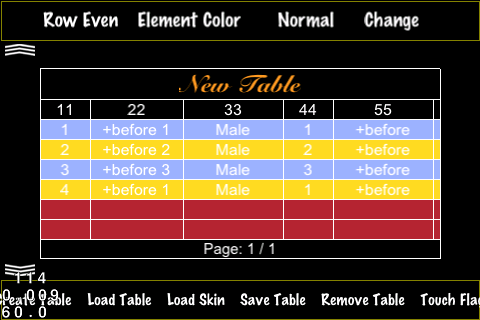 Row Even Element Color Normal Change
New Table
11 22 33 44 55
1 +before 1 Male 1 +before
2 +before 2 Male 2 +before
3 +before 3 Male 3 +before
4 +before 1 Male 1 +before
Page: 1 / 1
114
0.009
Table Load Table Load Skin Save Table Remove Table Touch
60.0